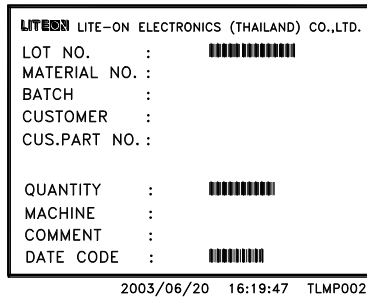 LITEON LITE-ON ELECTRONICS (THAILAND) CO.,LTD.
LOT NO. :
MATERIAL NO. :
BATCH :
CUSTOMER :
CUS.PART NO. :
QUANTITY :
MACHINE :
COMMENT :
DATE CODE :
2003/06/20 16:19:47 TLMP002